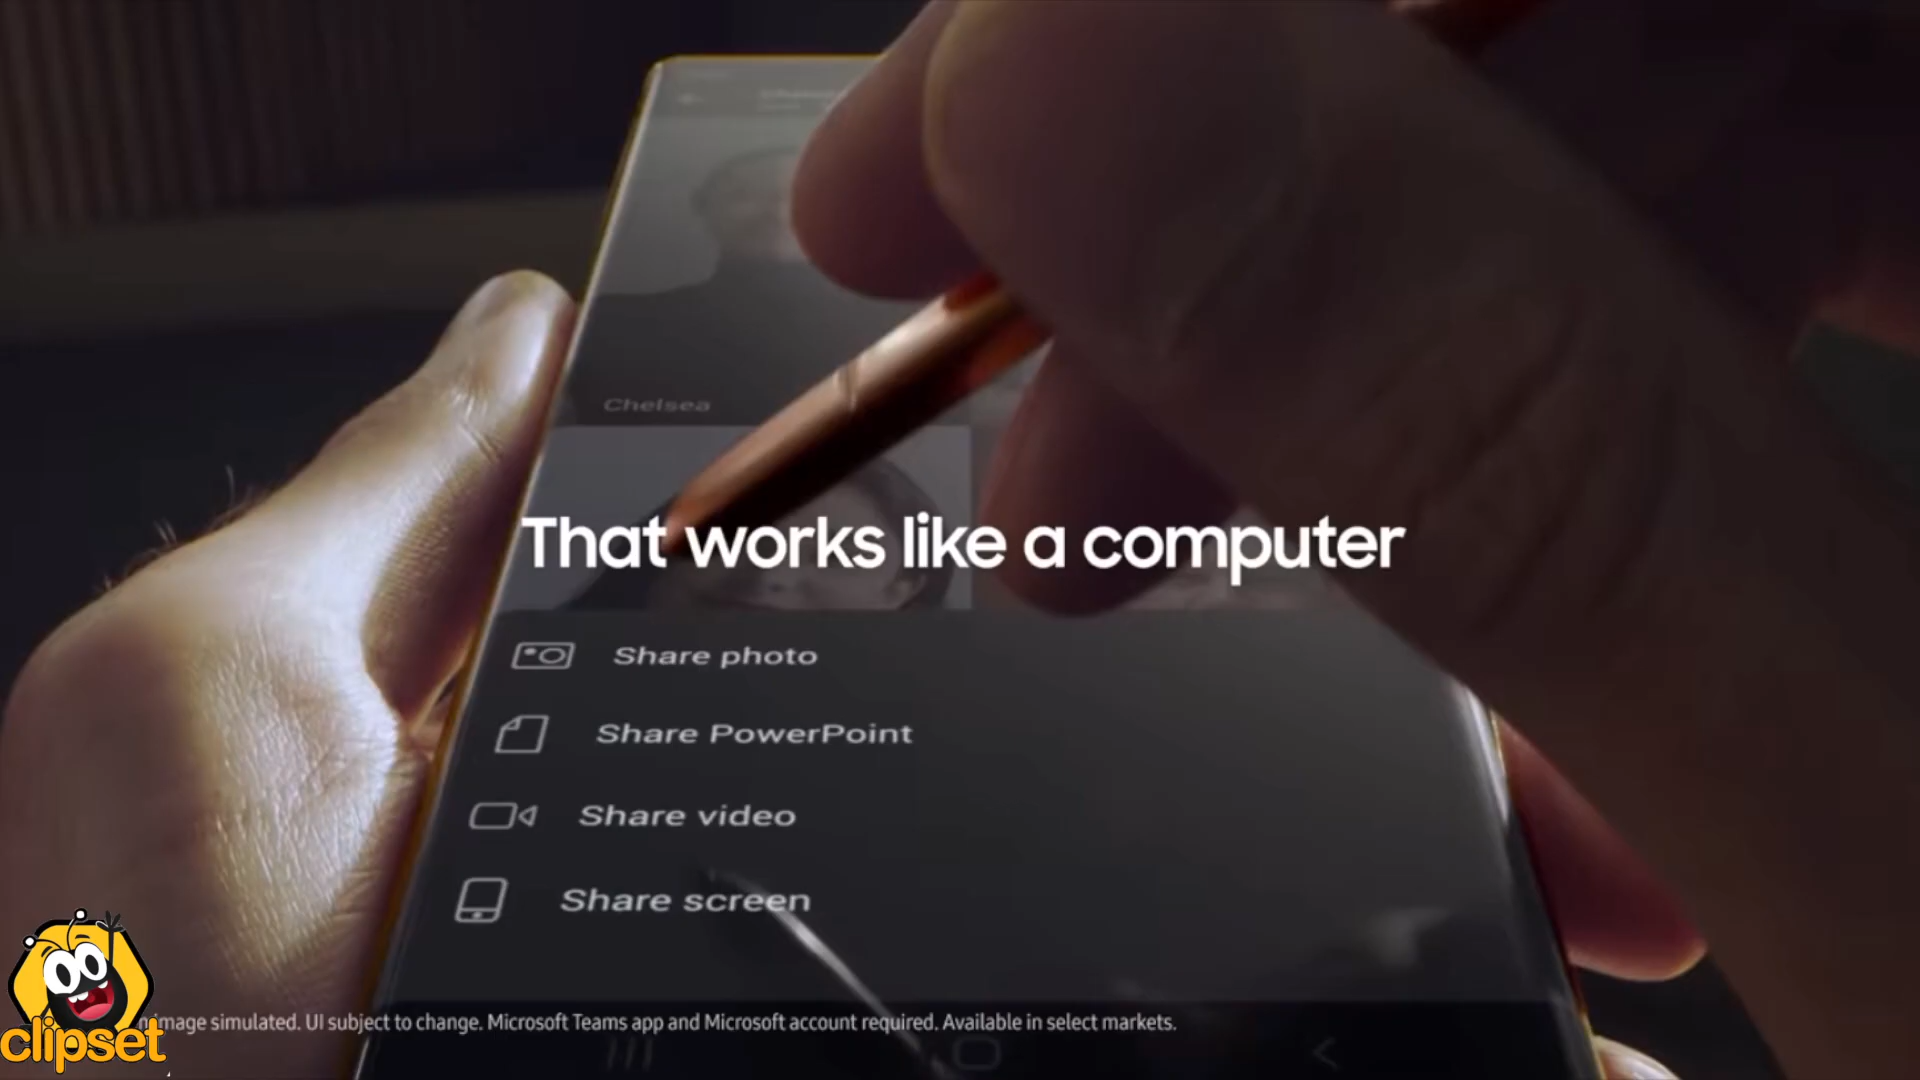 Chelsea
That works like a computer
Share photo
Share PowerPoint
Share video
Share screen
image simulated. UI subject to change. Microsoft Teams app and Microsoft account required. Available in select markets.
clipset